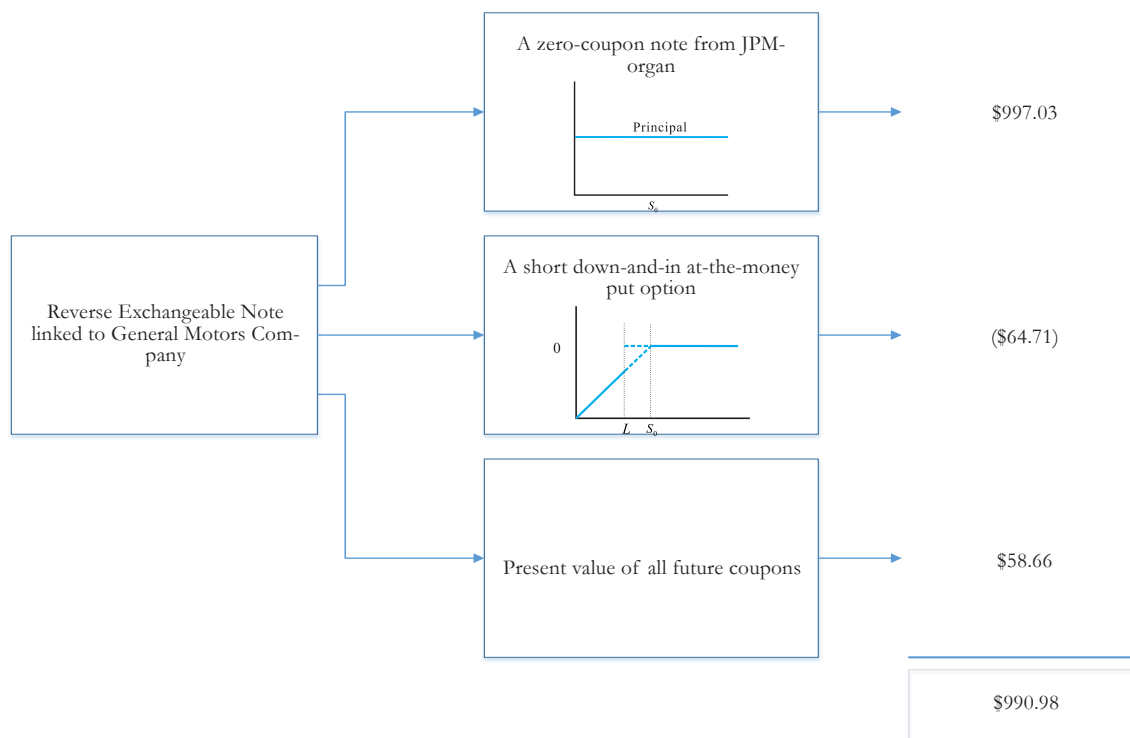 A zero-coupon note from JPM-
organ
Principal
S₀
$997.03
Reverse Exchangeable Note
linked to General Motors Com-
pany
A short down-and-in at-the-money
put option
0
L S₀
($64.71)
Present value of all future coupons
$58.66
$990.98